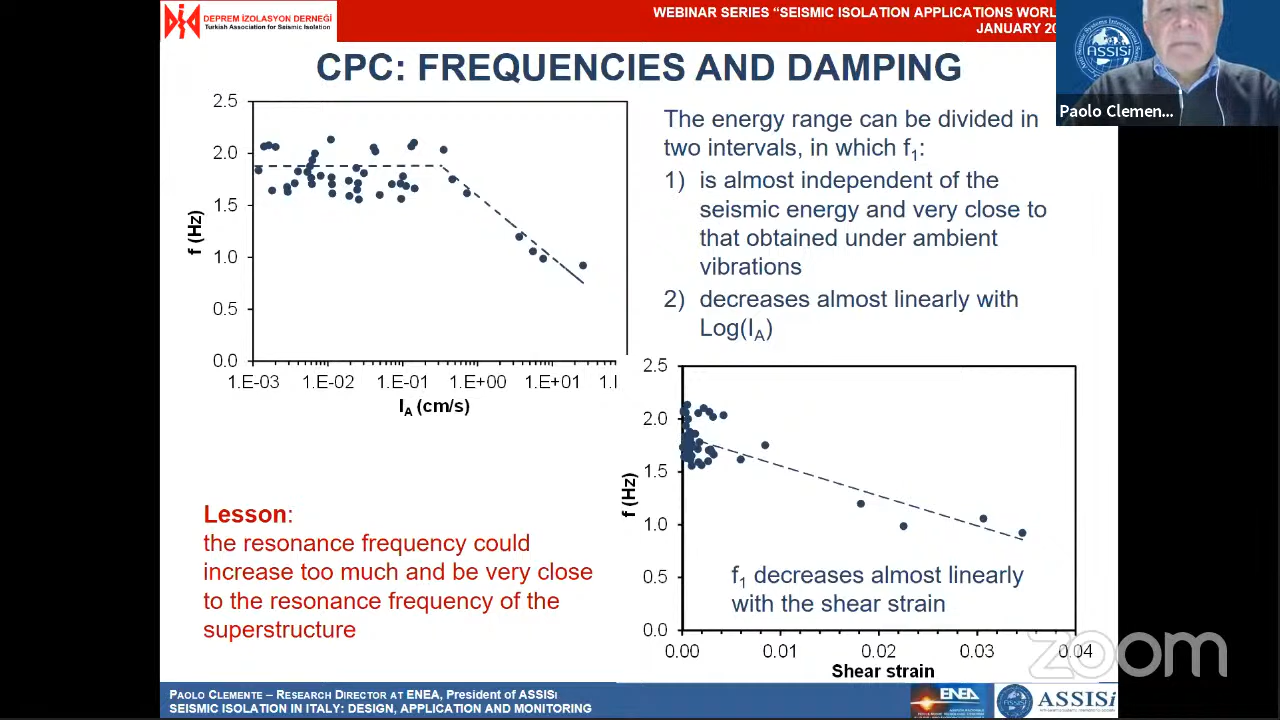 DEPREM İZOLASYON DERNEĞİ
Turkish Association for Seismic Isolation
WEBINAR SERIES “SEISMIC ISOLATION APPLICATIONS WORL
JANUARY 20
ASSISi
Paolo Clemen...
CPC: FREQUENCIES AND DAMPING
2.5
2.0
1.5
1.0
0.5
0.0
f (Hz)
1.E-03 1.E-02 1.E-01 1.E+00 1.E+01
I_A (cm/s)
The energy range can be divided in
two intervals, in which f₁:
1) is almost independent of the
seismic energy and very close to
that obtained under ambient
vibrations
2) decreases almost linearly with
Log(I_A)
2.5
2.0
1.5
1.0
0.5
0.0
f (Hz)
f₁ decreases almost linearly
with the shear strain
0.00 0.01 0.02 0.03 0.04
Shear strain
Lesson:
the resonance frequency could
increase too much and be very close
to the resonance frequency of the
superstructure
zoom
PAOLO CLEMENTE – RESEARCH DIRECTOR AT ENEA, President of ASSISi
SEISMIC ISOLATION IN ITALY: DESIGN, APPLICATION AND MONITORING
ENEA
ASSISi